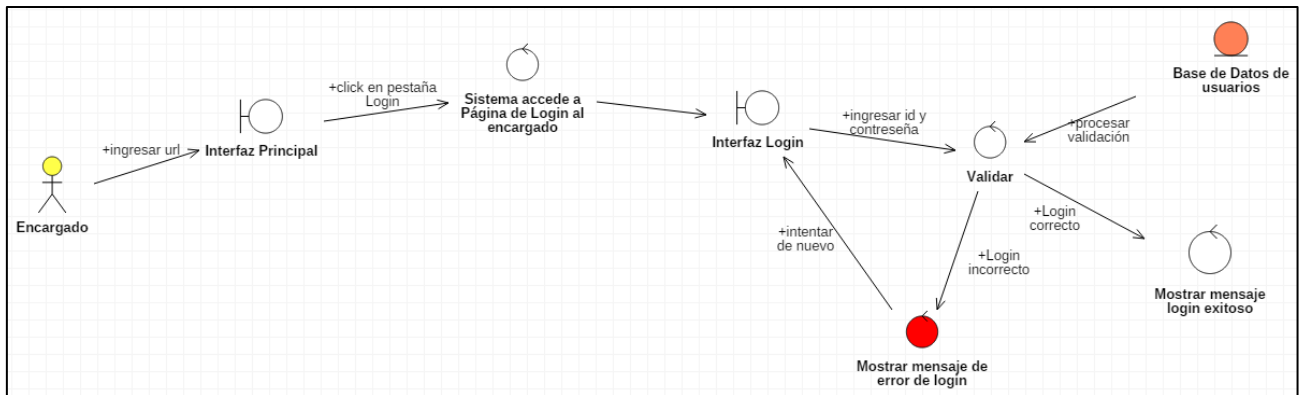 Encargado
+ingresar url
Interfaz Principal
+click en pestaña
Login
Sistema accede a
Página de Login al
encargado
Interfaz Login
+ingresar id y
contreseña
Validar
Base de Datos de
usuarios
+procesar
validación
+Login
correcto
Mostrar mensaje
login exitoso
+Login
incorrecto
Mostrar mensaje de
error de login
+intentar
de nuevo